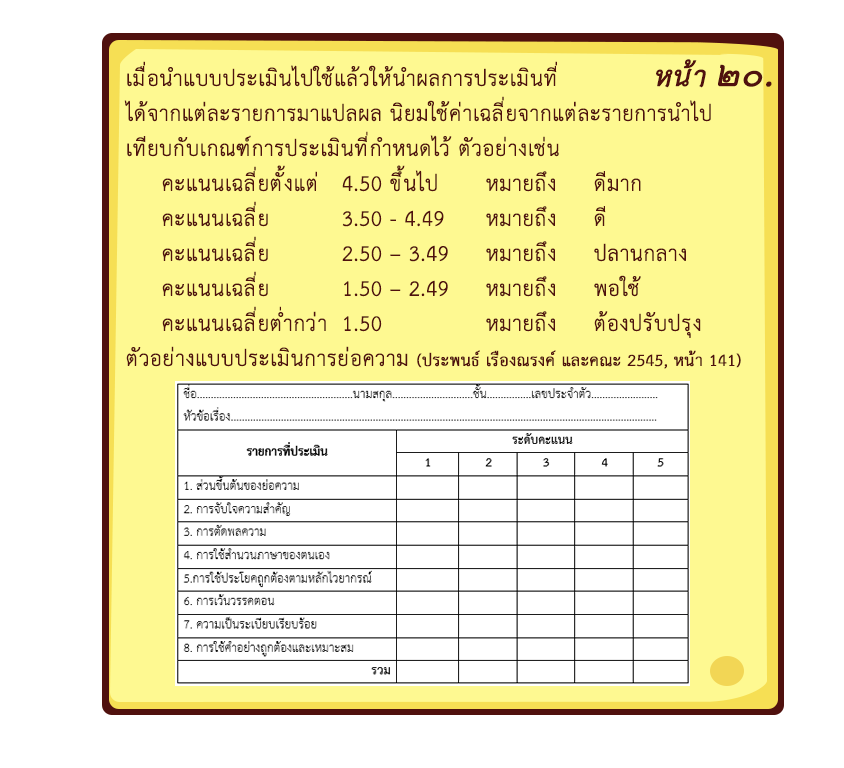 เมื่อนำแบบประเมินไปใช้แล้วให้นำผลการประเมินที่ หน้า ๒๐.
ได้จากแต่ละรายการมาแปลผล นิยมใช้ค่าเฉลี่ยจากแต่ละรายการนำไป
เทียบกับเกณฑ์การประเมินที่กำหนดไว้ ตัวอย่างเช่น
คะแนนเฉลี่ยตั้งแต่ 4.50 ขึ้นไป หมายถึง ดีมาก
คะแนนเฉลี่ย 3.50 - 4.49 หมายถึง ดี
คะแนนเฉลี่ย 2.50 – 3.49 หมายถึง ปลานกลาง
คะแนนเฉลี่ย 1.50 – 2.49 หมายถึง พอใช้
คะแนนเฉลี่ยต่ำกว่า 1.50 หมายถึง ต้องปรับปรุง
ตัวอย่างแบบประเมินการย่อความ (ประพนธ์ เรืองณรงค์ และคณะ 2545, หน้า 141)
ชื่อ........................................................นามสกุล.............................ชั้น................เลขประจำตัว........................
หัวข้อเรื่อง.........................................................................................................................................................
รายการที่ประเมิน ระดับคะแนน
1 2 3 4 5
1. ส่วนขึ้นต้นของย่อความ
2. การจับใจความสำคัญ
3. การตัดพลความ
4. การใช้สำนวนภาษาของตนเอง
5.การใช้ประโยคถูกต้องตามหลักไวยากรณ์
6. การเว้นวรรคตอน
7. ความเป็นระเบียบเรียบร้อย
8. การใช้คำอย่างถูกต้องและเหมาะสม
รวม